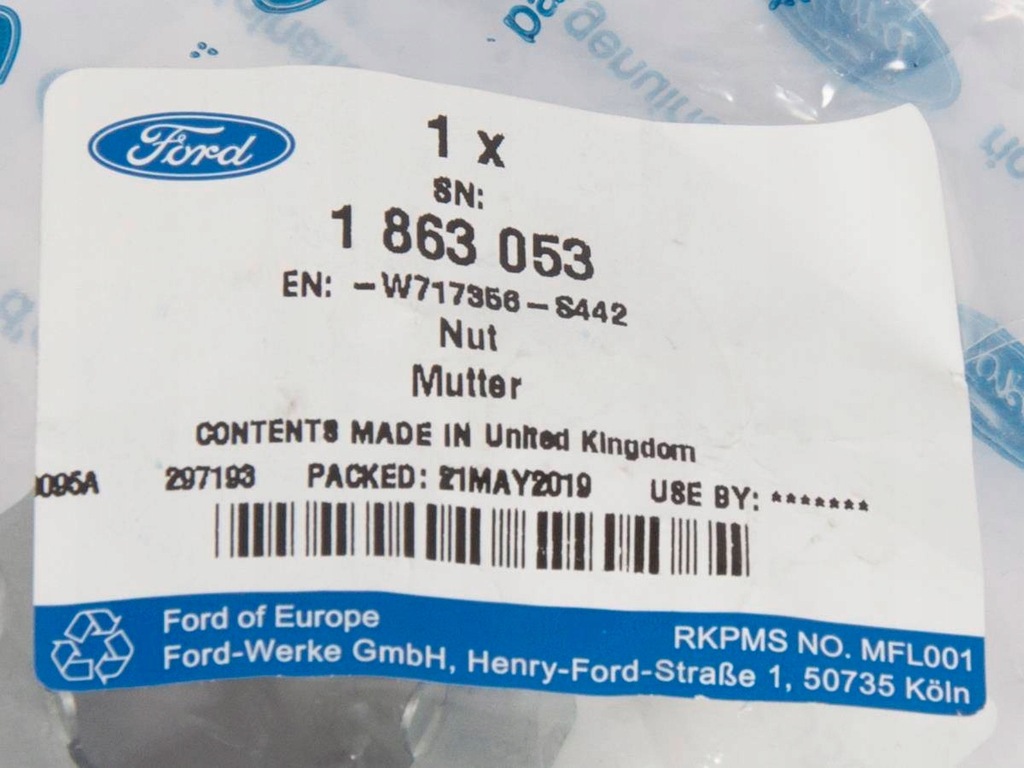 Ford
1 x
SN:
1 863 053
EN: -W717356-S442
Nut
Mutter
CONTENTS MADE IN United Kingdom
0095A 297193 PACKED: 21MAY2019 USE BY: *******
Ford of Europe
RKPMS NO. MFL001
Ford-Werke GmbH, Henry-Ford-Straße 1, 50735 Köln